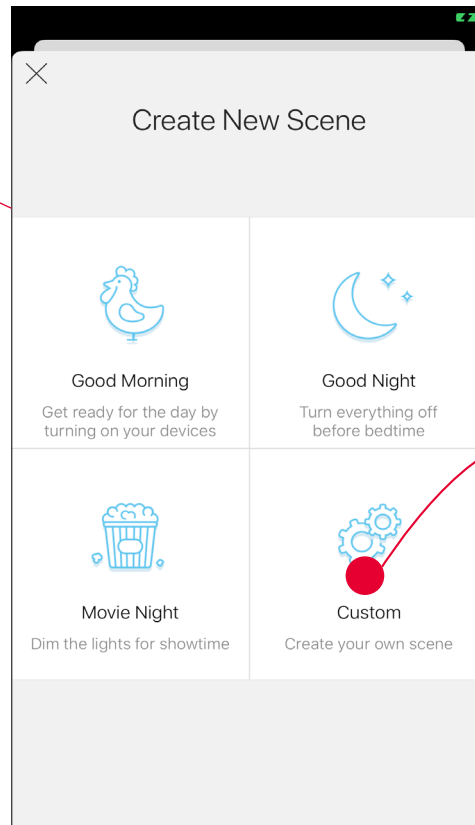 Create New Scene
Good Morning
Get ready for the day by
turning on your devices
Good Night
Turn everything off
before bedtime
Movie Night
Dim the lights for showtime
Custom
Create your own scene